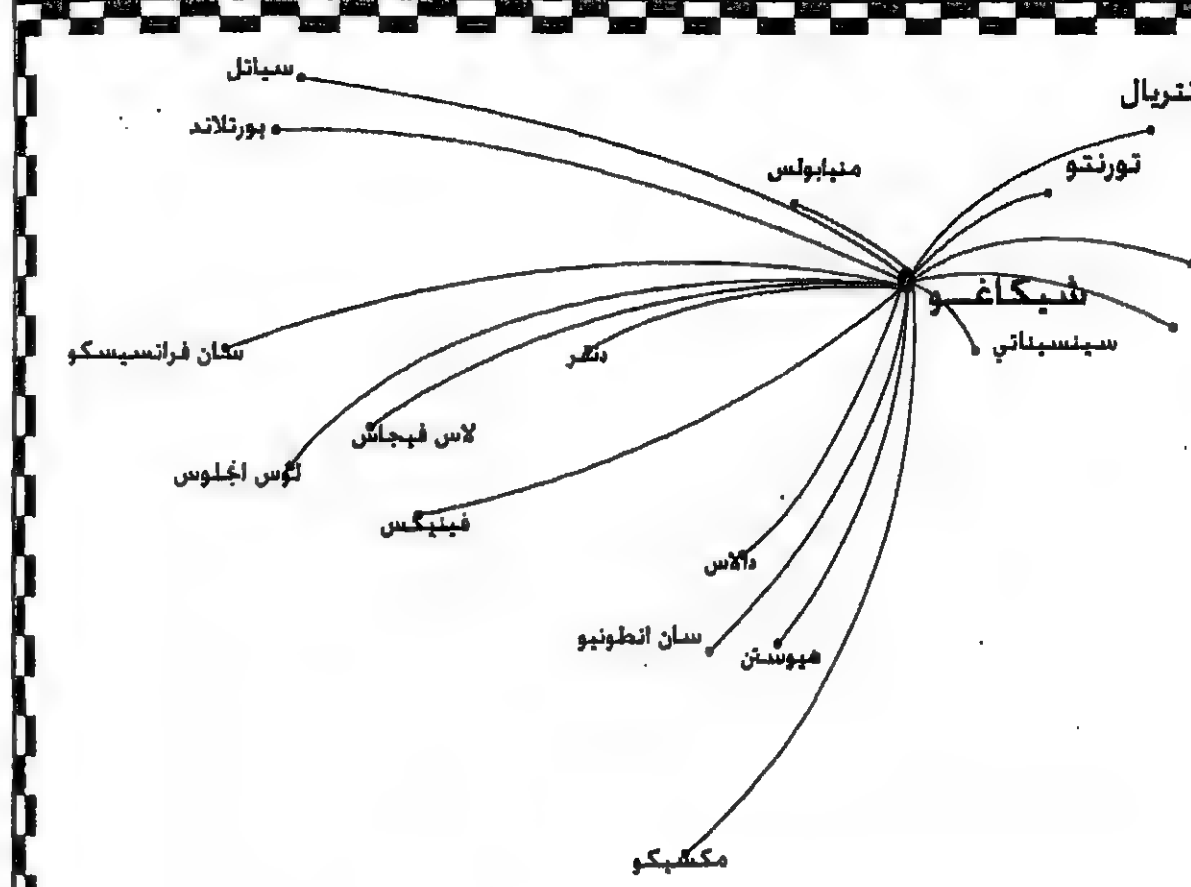 سياتل
نتريال
بورتلاند
تورنتو
منيابولس
شيكاغو
سينسيناتي
سان فرانسيسكو
دنفر
لاس فيجاس
لوس انجلوس
فينيكس
دالاس
سان انطونيو
هيوستن
مكسيكو